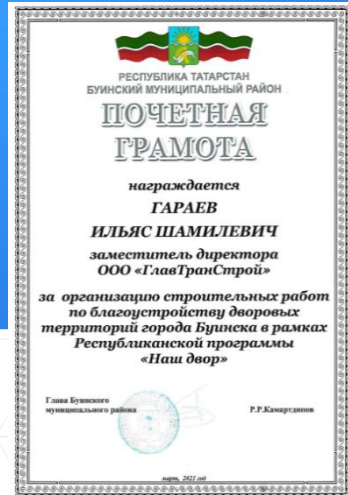 РЕСПУБЛИКА ТАТАРСТАН
БУИНСКИЙ МУНИЦИПАЛЬНЫЙ РАЙОН
ПОЧЕТНАЯ
ГРАМОТА
награждается
ГАРАЕВ
ИЛЬЯС ШАМИЛЕВИЧ
заместитель директора
ООО «ГлавТранСтрой»
за организацию строительных работ
по благоустройству дворовых
территорий города Буинска в рамках
Республиканской программы
«Наш двор»
Глава Буинского
муниципального района Р.Р.Камартдинов
март, 2021 год